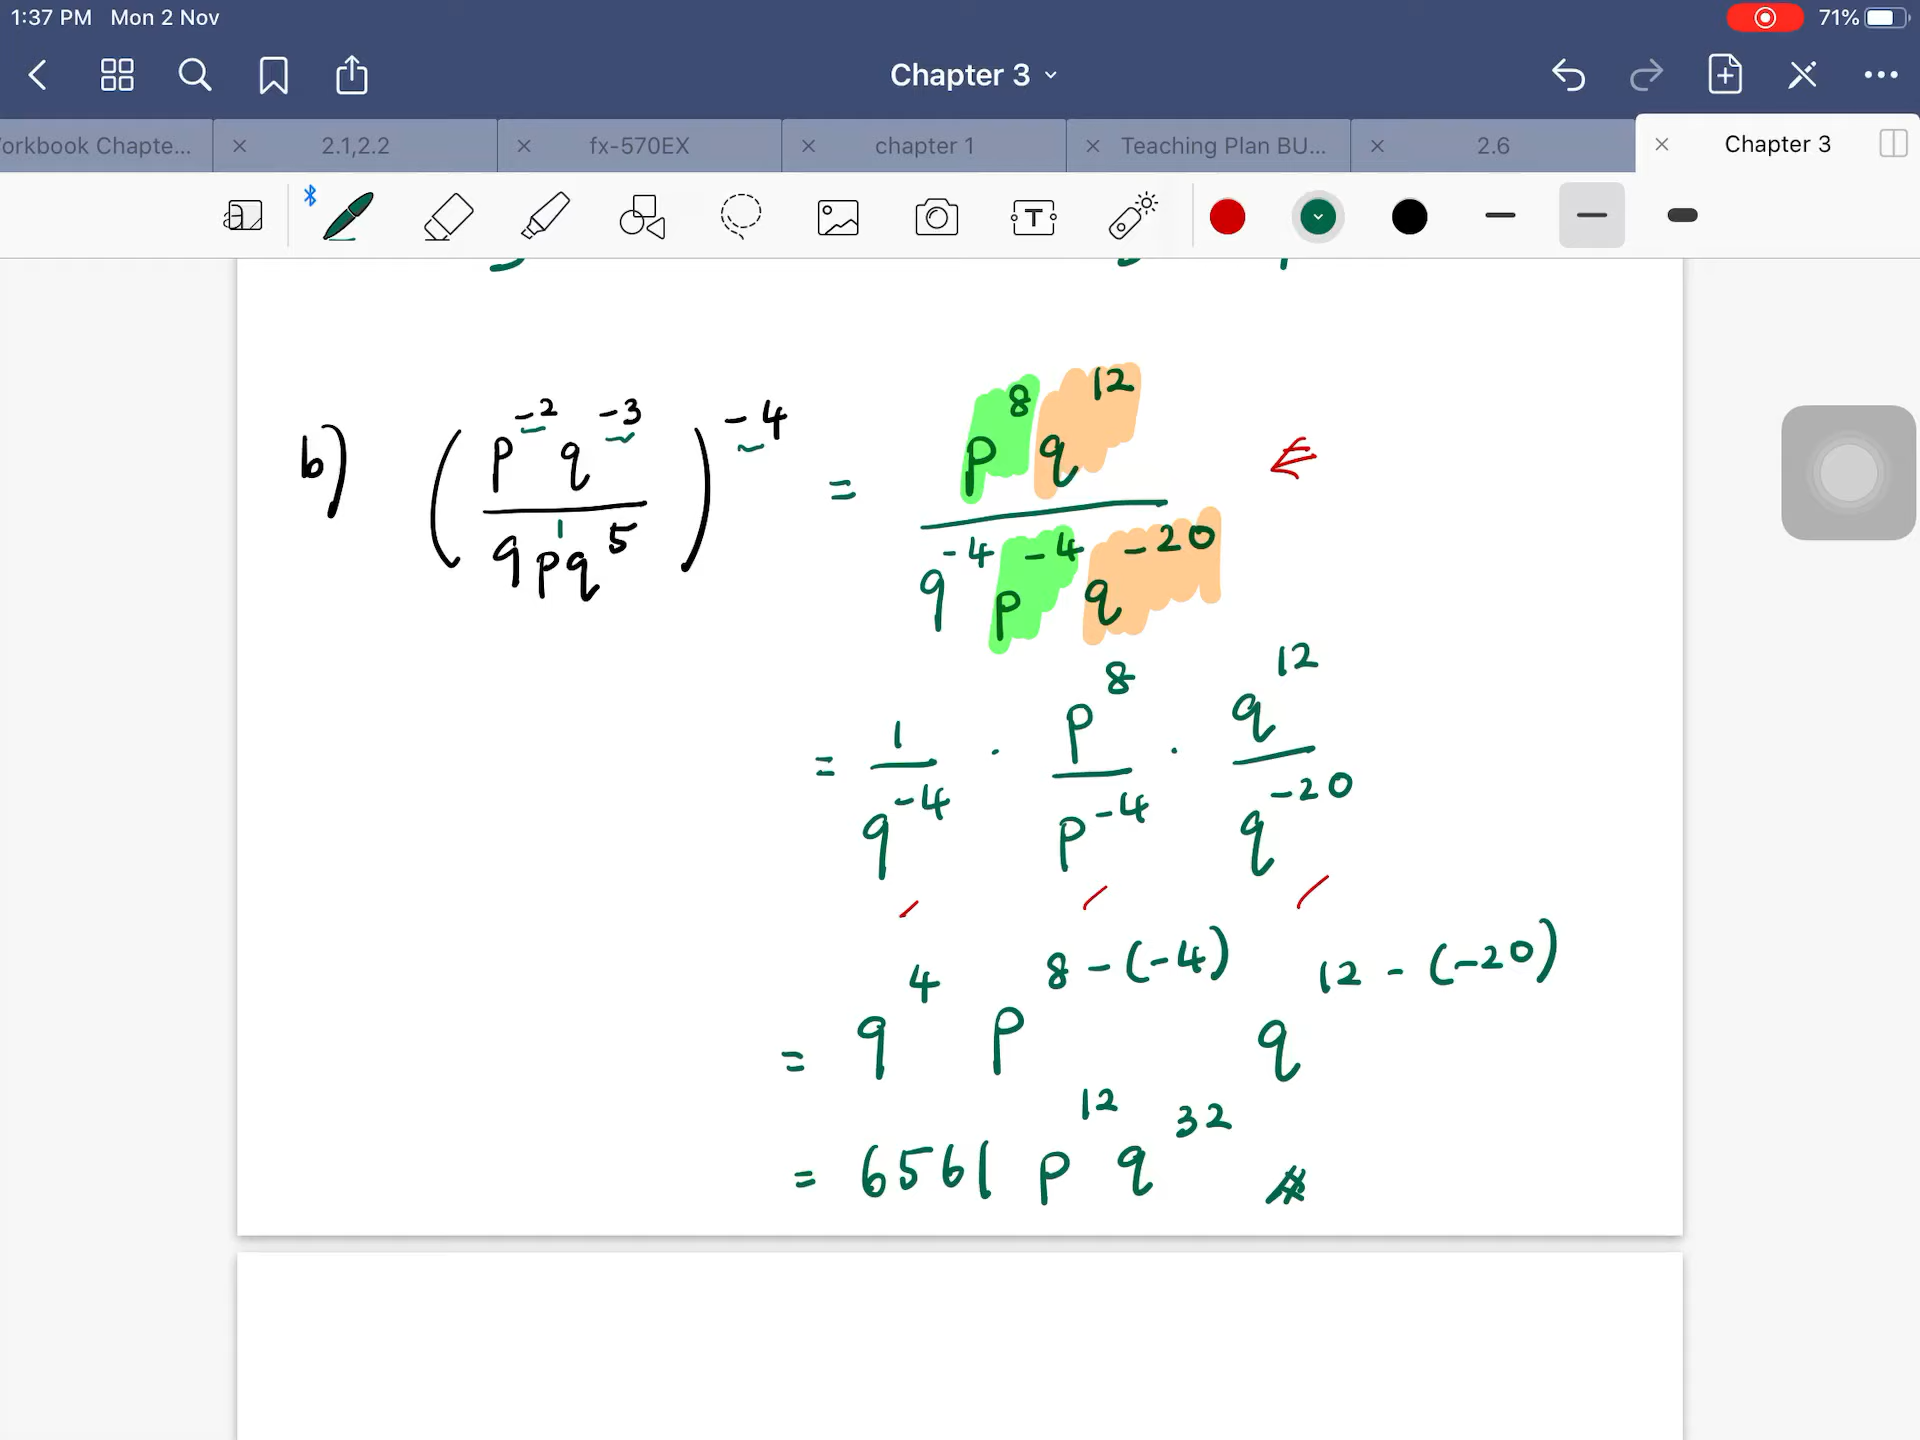 1:37 PM Mon 2 Nov 71%
Chapter 3
orkbook Chapte... 2.1,2.2 fx-570EX chapter 1 Teaching Plan BU... 2.6 Chapter 3
b) (p^-2 q^-3 / 9p^1q^5)^-4 = p^8 q^12 / 9^-4 p^-4 q^-20
= 1/9^-4 · p^8/p^-4 · q^12/q^-20
= 9^4 p^8-(-4) q^12-(-20)
= 6561 p^12 q^32